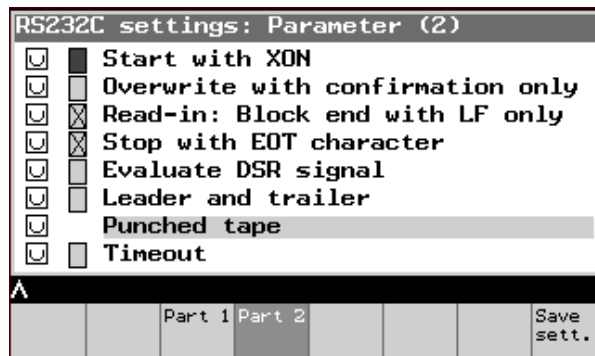 RS232C settings: Parameter (2)
Start with XON
Overwrite with confirmation only
Read-in: Block end with LF only
Stop with EOT character
Evaluate DSR signal
Leader and trailer
Punched tape
Timeout
Part 1 Part 2 Save
sett.